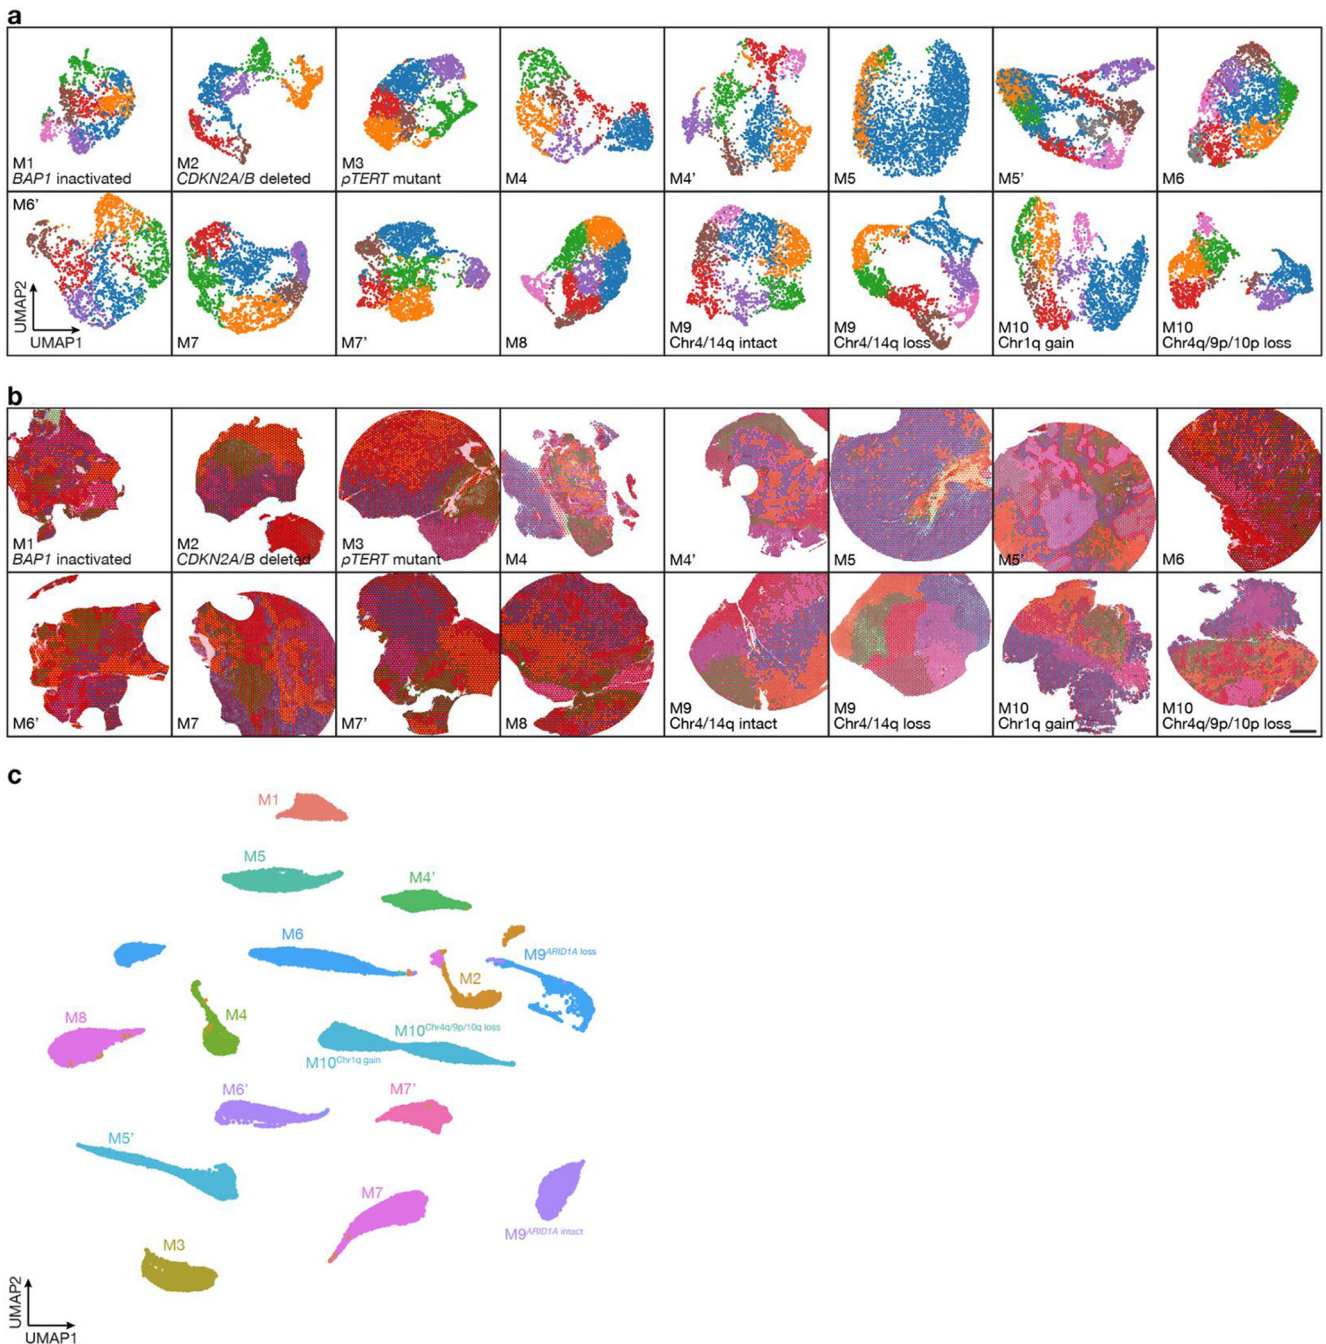 a
M1
BAP1 inactivated
M2
CDKN2A/B deleted
M3
pTERT mutant
M4
M4’
M5
M5’
M6
M6’
UMAP2
UMAP1
M7
M7’
M8
M9
Chr4/14q intact
M9
Chr4/14q loss
M10
Chr1q gain
M10
Chr4q/9p/10p loss
b
M1
BAP1 inactivated
M2
CDKN2A/B deleted
M3
pTERT mutant
M4
M4’
M5
M5’
M6
M6’
M7
M7’
M8
M9
Chr4/14q intact
M9
Chr4/14q loss
M10
Chr1q gain
M10
Chr4q/9p/10p loss
c
M1
M5
M4’
M6
M9ARID1A loss
M2
M4
M8
M10Chr4q/9p/10q loss
M10Chr1q gain
M6’
M7’
M5’
M7
M9ARID1A intact
M3
UMAP2
UMAP1